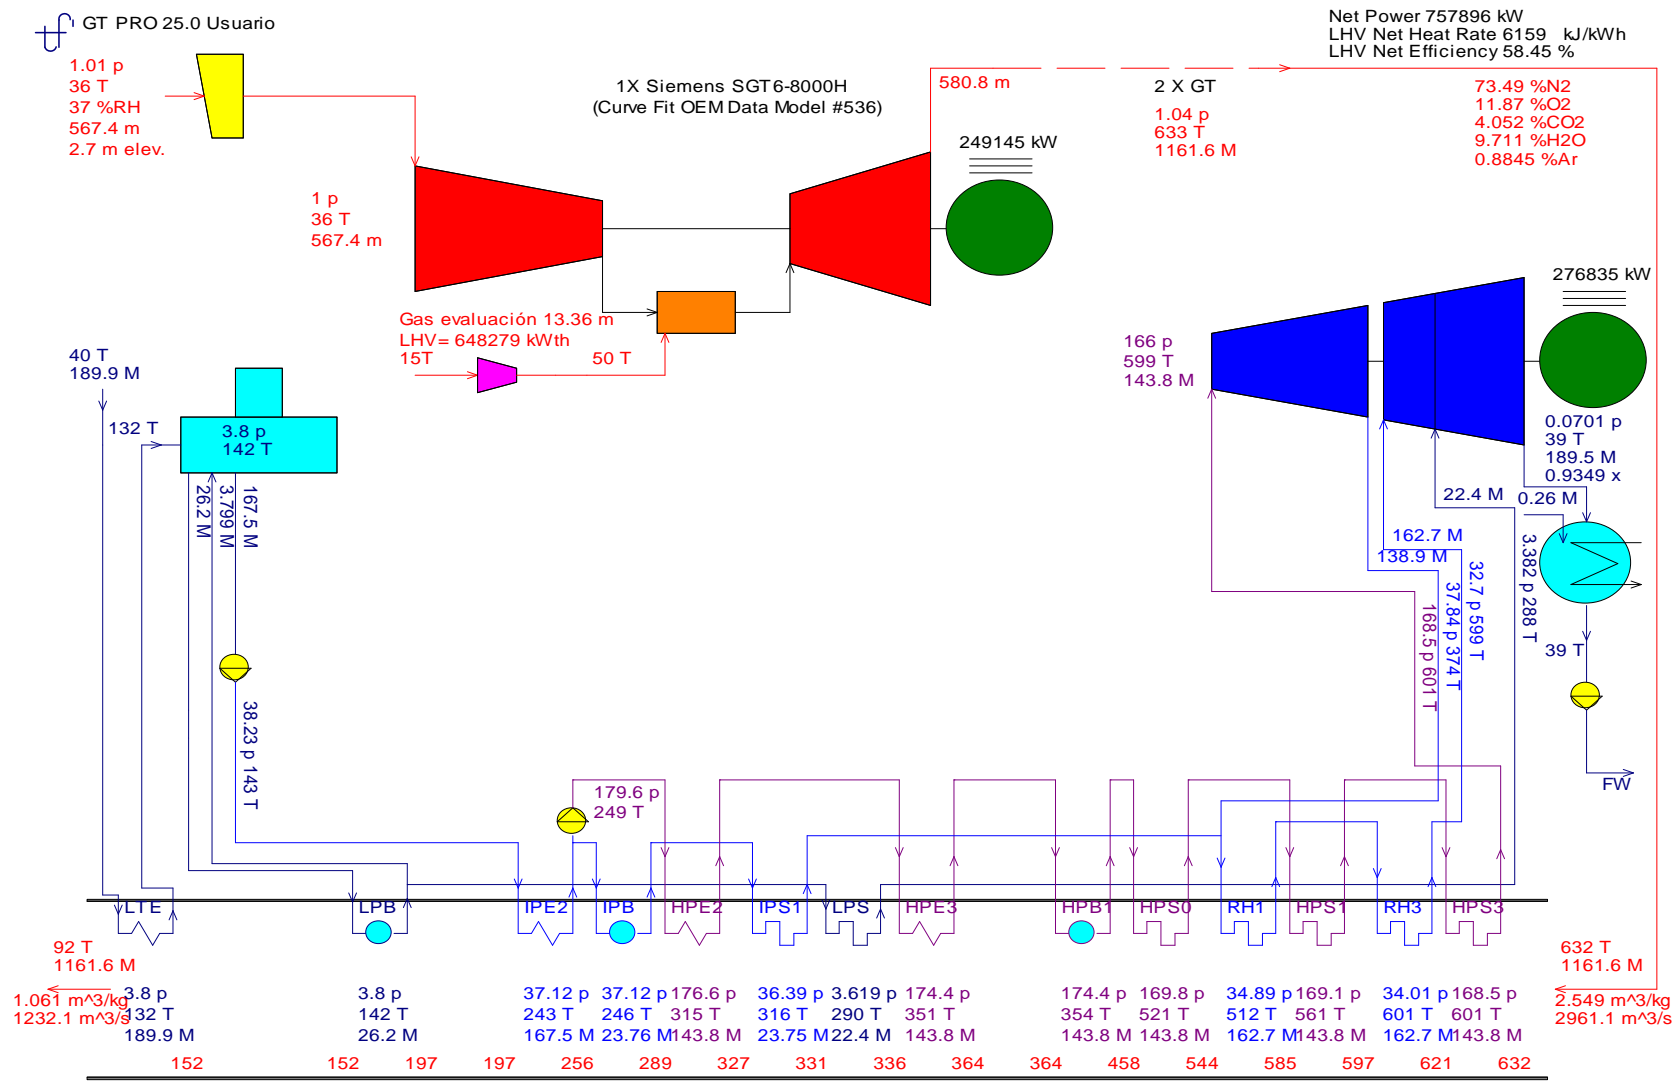 GT PRO 25.0 Usuario
Net Power 757896 kW
LHV Net Heat Rate 6159 kJ/kWh
LHV Net Efficiency 58.45 %
1.01 p
36 T
37 %RH
567.4 m
2.7 m elev.
1X Siemens SGT6-8000H
(Curve Fit OEM Data Model #536)
580.8 m
2 X GT
1.04 p
633 T
1161.6 M
73.49 %N2
11.87 %O2
4.052 %CO2
9.711 %H2O
0.8845 %Ar
249145 kW
1 p
36 T
567.4 m
276835 kW
Gas evaluación 13.36 m
LHV= 648279 kWth
15T
50 T
166 p
599 T
143.8 M
40 T
189.9 M
132 T
3.8 p
142 T
0.0701 p
39 T
189.5 M
0.9349 x
22.4 M
0.26 M
26.2 M
3.799 M
167.5 M
162.7 M
138.9 M
168.5 p 601 T
37.84 p 374 T
32.7 p 599 T
3.382 p 288 T
39 T
38.23 p 143 T
179.6 p
249 T
FW
LTE
LPB
IPE2
IPB
HPE2
IPS1
LPS
HPE3
HPB1
HPS0
RH1
HPS1
RH3
HPS3
92 T
1161.6 M
632 T
1161.6 M
1.061 m^3/kg
1232.1 m^3/s
2.549 m^3/kg
2961.1 m^3/s
3.8 p
132 T
189.9 M
3.8 p
142 T
26.2 M
37.12 p
243 T
167.5 M
37.12 p
246 T
23.76 M
176.6 p
315 T
143.8 M
36.39 p
316 T
23.75 M
3.619 p
290 T
22.4 M
174.4 p
351 T
143.8 M
174.4 p
354 T
143.8 M
169.8 p
521 T
143.8 M
34.89 p
512 T
162.7 M
169.1 p
561 T
143.8 M
34.01 p
601 T
162.7 M
168.5 p
601 T
143.8 M
152 152 197 197 256 289 327 331 336 364 364 458 544 585 597 621 632